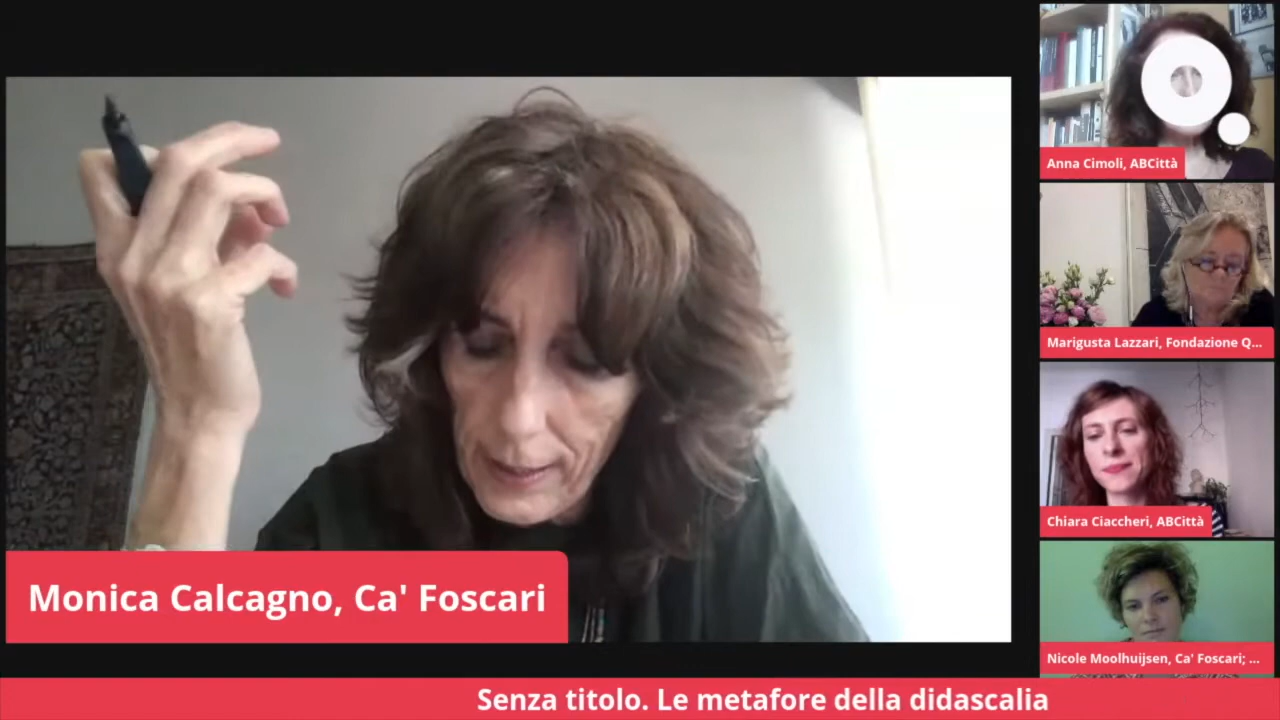 Anna Cimoli, ABCittà
Marigusta Lazzari, Fondazione Q...
Chiara Ciaccheri, ABCittà
Monica Calcagno, Ca' Foscari
Nicole Moolhuijsen, Ca' Foscari; ...
Senza titolo. Le metafore della didascalia